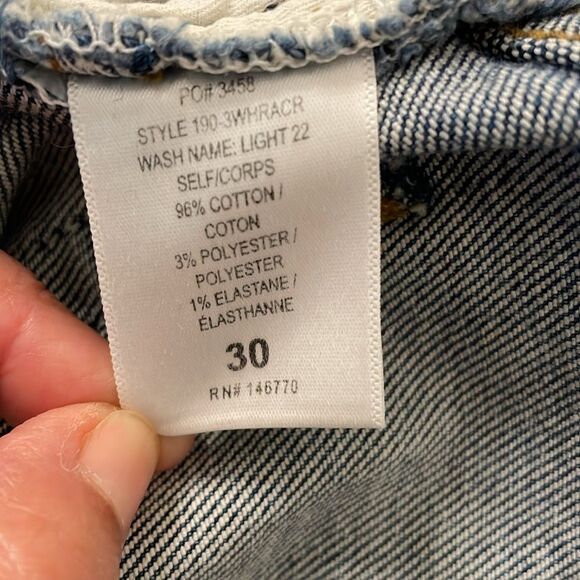 PO# 3458
STYLE 190-3WHRACR
WASH NAME: LIGHT 22
SELF/CORPS
96% COTTON /
COTON
3% POLYESTER /
POLYESTER
1% ELASTANE /
ÉLASTHANNE
30
RN# 146770